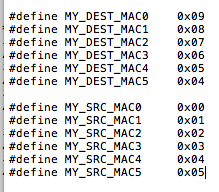 #define MY_DEST_MAC0 0x09
#define MY_DEST_MAC1 0x08
#define MY_DEST_MAC2 0x07
#define MY_DEST_MAC3 0x06
#define MY_DEST_MAC4 0x05
#define MY_DEST_MAC5 0x04
#define MY_SRC_MAC0 0x00
#define MY_SRC_MAC1 0x01
#define MY_SRC_MAC2 0x02
#define MY_SRC_MAC3 0x03
#define MY_SRC_MAC4 0x04
#define MY_SRC_MAC5 0x05